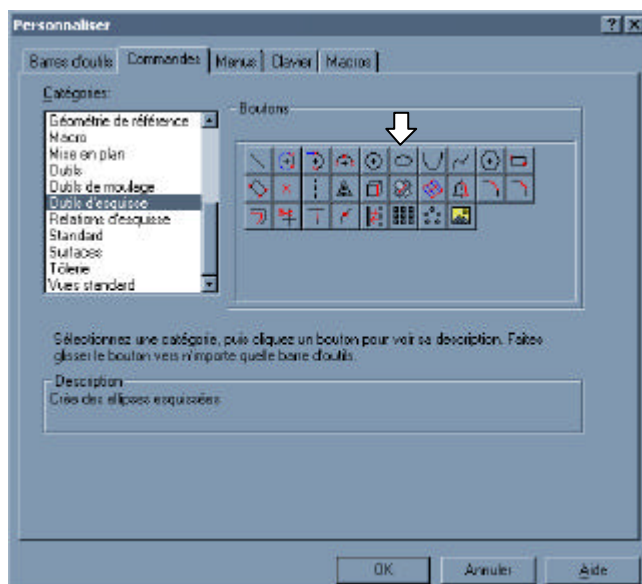 Personnaliser
Barres d'outils Commandes Menus Clavier Macros
Catégories:
Géométrie de référence
Macro
Mise en plan
Outils
Outils de moulage
Outils d'esquisse
Relations d'esquisse
Standard
Surfaces
Tôlerie
Vues standard
Boutons
Sélectionnez une catégorie, puis cliquez un bouton pour voir sa description. Faites
glisser le bouton vers n'importe quelle barre d'outils.
Description
Crée des ellipses esquissées
OK Annuler Aide